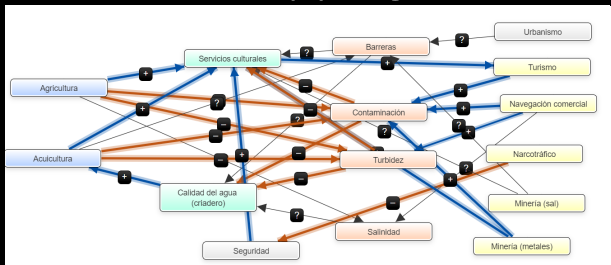 Urbanismo
Barreras
Servicios culturales
Turismo
Agricultura
Contaminación
Navegación comercial
Acuicultura
Turbidez
Narcotráfico
Calidad del agua
(criadero)
Minería (sal)
Salinidad
Seguridad
Minería (metales)